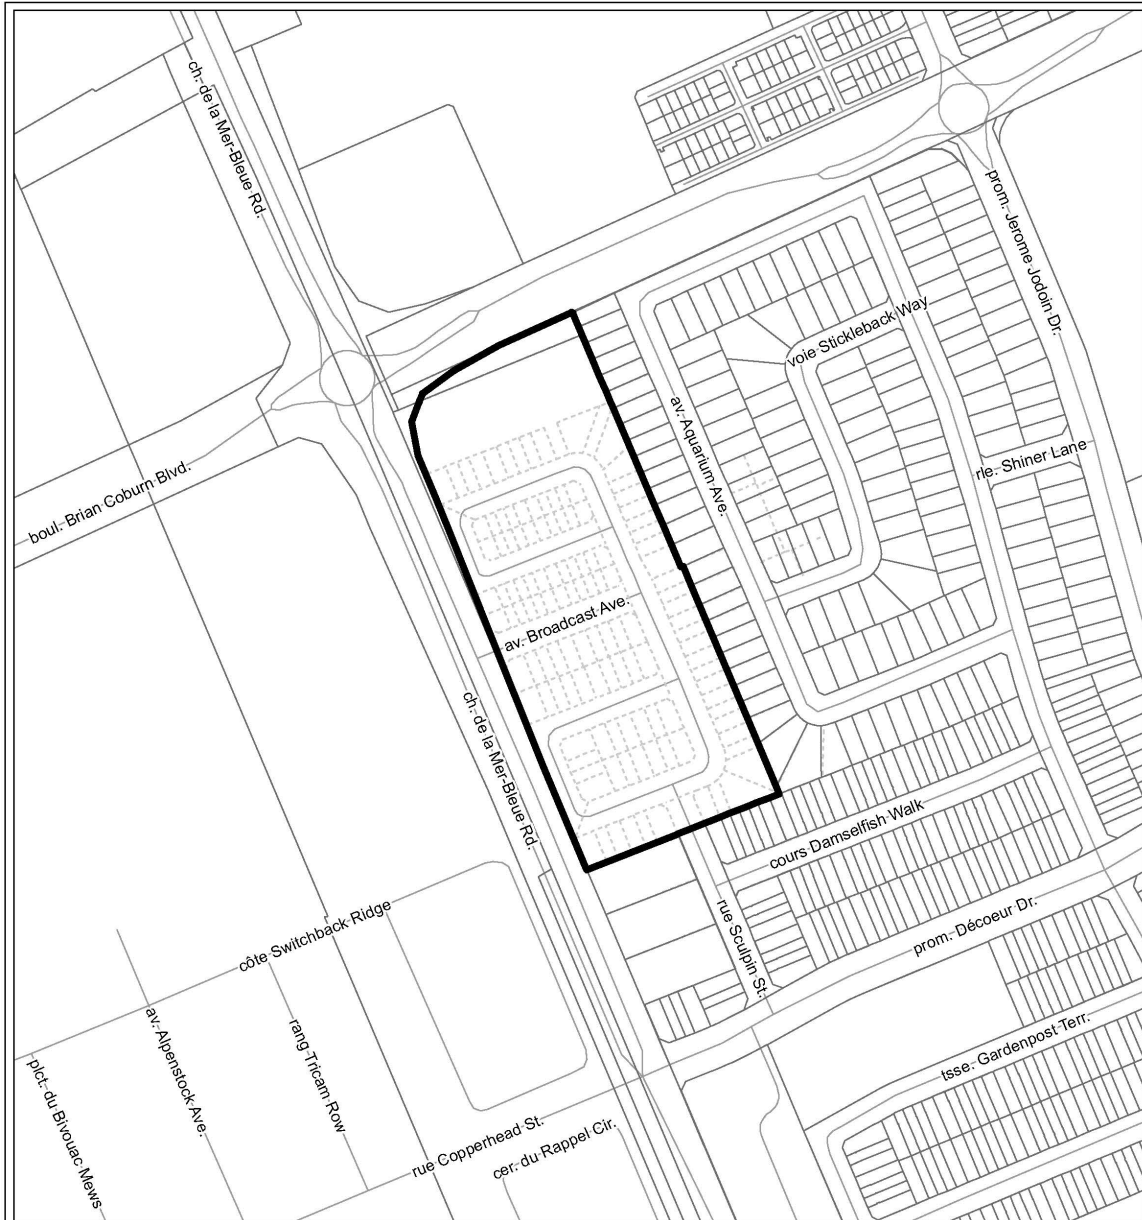 ch. de la Mer-Bleue Rd.
prom. Jerome Jodoin Dr.
voie Stickleback Way
av. Aquarium Ave.
rle. Shiner Lane
boul. Brian Coburn Blvd.
av. Broadcast Ave.
ch. de la Mer-Bleue Rd.
cours Damselfish Walk
côte Switchback Ridge
rue Sculpin St.
prom. Décoeur Dr.
av. Alpenstock Ave.
rang Tricam Row
tsse. Gardenpost Terr.
plct. du Bivouac Mews
rue Copperhead St.
cer. du Rappel Cir.